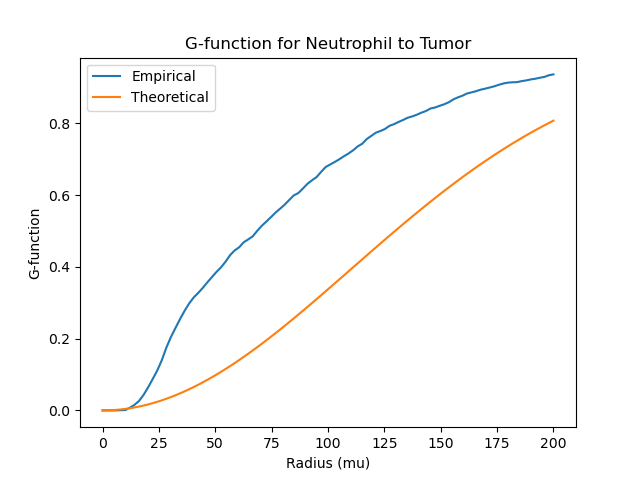 G-function for Neutrophil to Tumor
Empirical
Theoretical
G-function
0.8
0.6
0.4
0.2
0.0
0 25 50 75 100 125 150 175 200
Radius (mu)